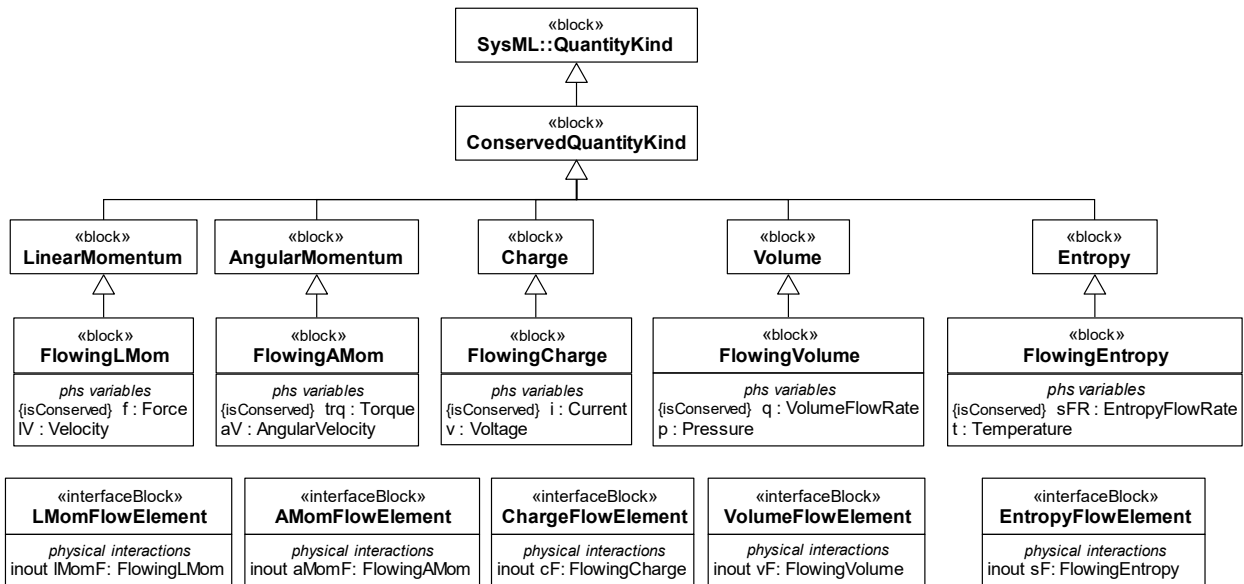 «block»
SysML::QuantityKind
«block»
ConservedQuantityKind
«block»
LinearMomentum
«block»
AngularMomentum
«block»
Charge
«block»
Volume
«block»
Entropy
«block»
FlowingLMom
phs variables
{isConserved} f : Force
lV : Velocity
«block»
FlowingAMom
phs variables
{isConserved} trq : Torque
aV : AngularVelocity
«block»
FlowingCharge
phs variables
{isConserved} i : Current
v : Voltage
«block»
FlowingVolume
phs variables
{isConserved} q : VolumeFlowRate
p : Pressure
«block»
FlowingEntropy
phs variables
{isConserved} sFR : EntropyFlowRate
t : Temperature
«interfaceBlock»
LMomFlowElement
physical interactions
inout lMomF: FlowingLMom
«interfaceBlock»
AMomFlowElement
physical interactions
inout aMomF: FlowingAMom
«interfaceBlock»
ChargeFlowElement
physical interactions
inout cF: FlowingCharge
«interfaceBlock»
VolumeFlowElement
physical interactions
inout vF: FlowingVolume
«interfaceBlock»
EntropyFlowElement
physical interactions
inout sF: FlowingEntropy